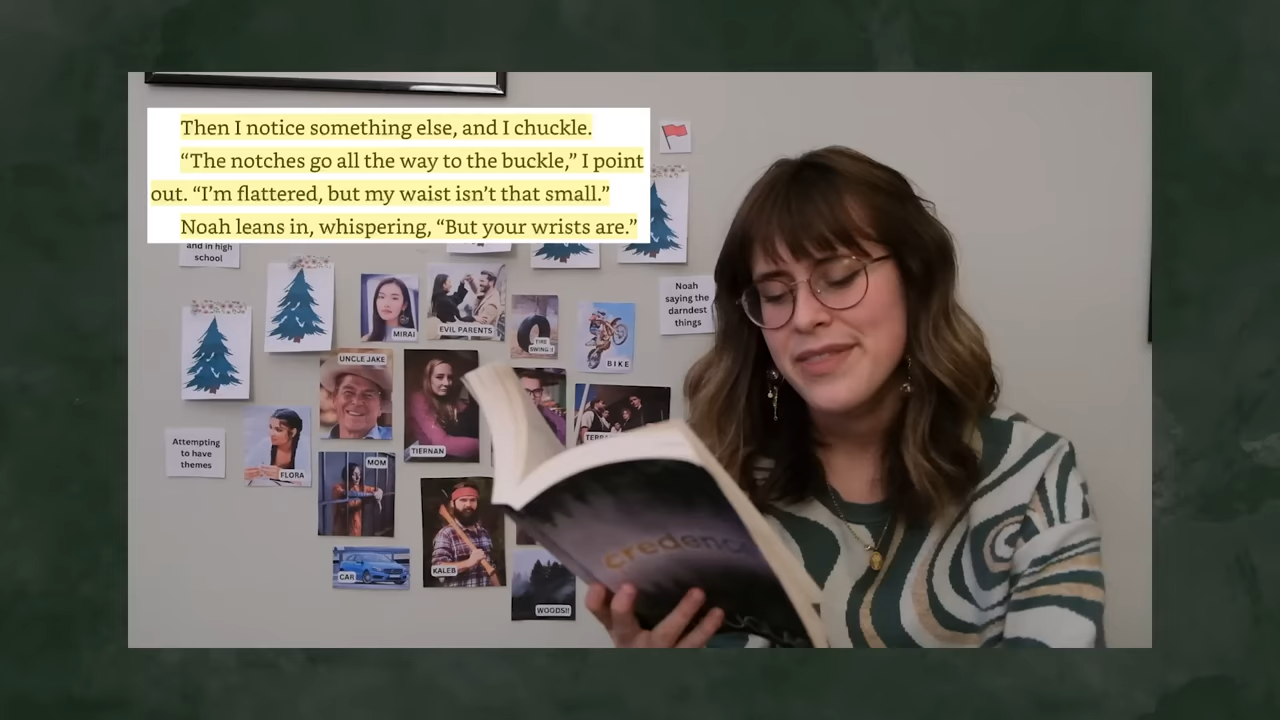 Then I notice something else, and I chuckle.
“The notches go all the way to the buckle,” I point
out. “I’m flattered, but my waist isn’t that small.”
Noah leans in, whispering, “But your wrists are.”
and in high
school
Noah
saying the
darndest
things
MIRAI
EVIL PARENTS
TIRE
SWING :)
BIKE
UNCLE JAKE
TIERNAN
Attempting
to have
themes
FLORA
MOM
KALEB
CAR
WOODS!!
credenc